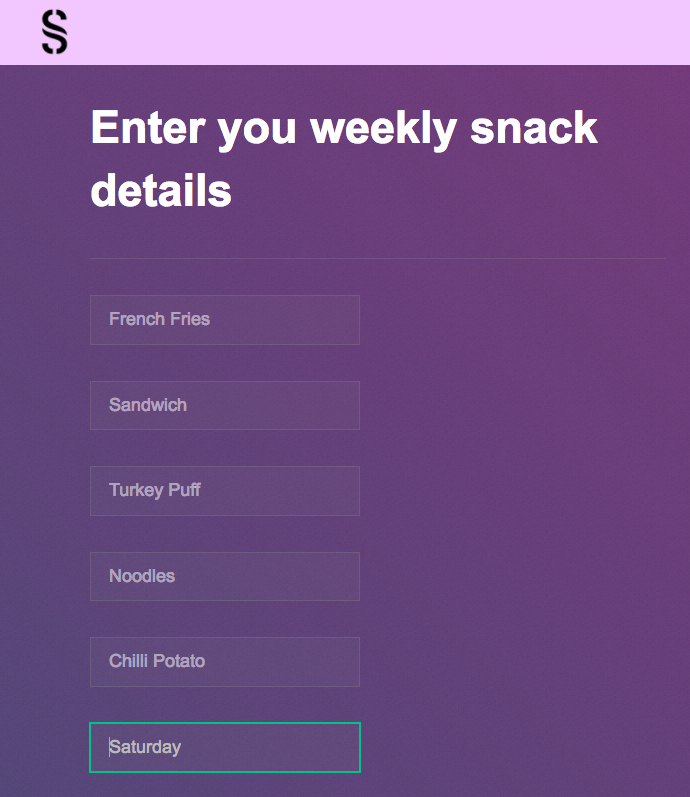 S
Enter you weekly snack
details
French Fries
Sandwich
Turkey Puff
Noodles
Chilli Potato
Saturday